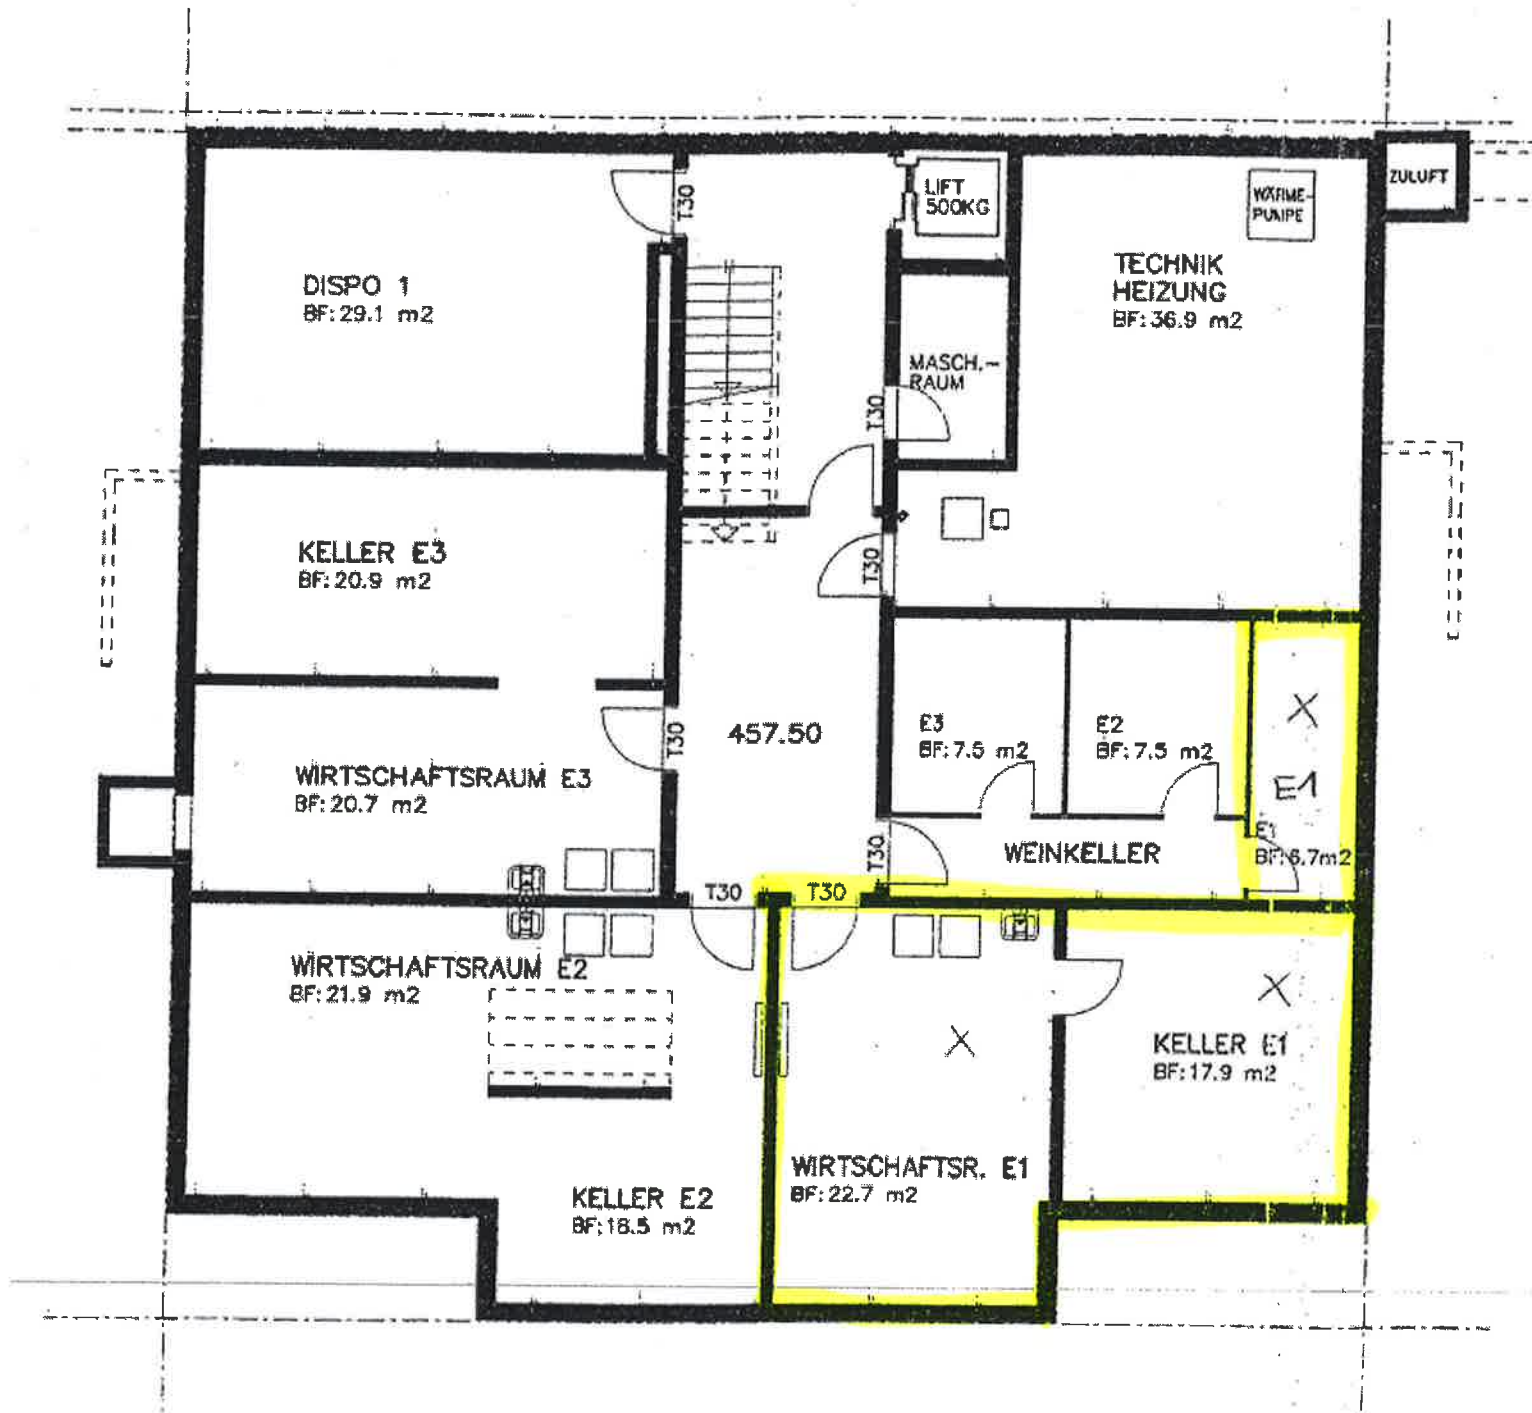 ZULUFT
LIFT
500KG
WÄRME-
PUMPE
T30
DISPO 1
BF: 29.1 m2
TECHNIK
HEIZUNG
BF: 36.9 m2
MASCH.-
RAUM
T30
KELLER E3
BF: 20.9 m2
T30
457.50
T30
E3
BF: 7.5 m2
E2
BF: 7.5 m2
X
E1
WIRTSCHAFTSRAUM E3
BF: 20.7 m2
T30
WEINKELLER
E1
BF: 6.7m2
T30
T30
WIRTSCHAFTSRAUM E2
BF: 21.9 m2
X
X
KELLER E1
BF: 17.9 m2
WIRTSCHAFTSR. E1
BF: 22.7 m2
KELLER E2
BF: 18.5 m2